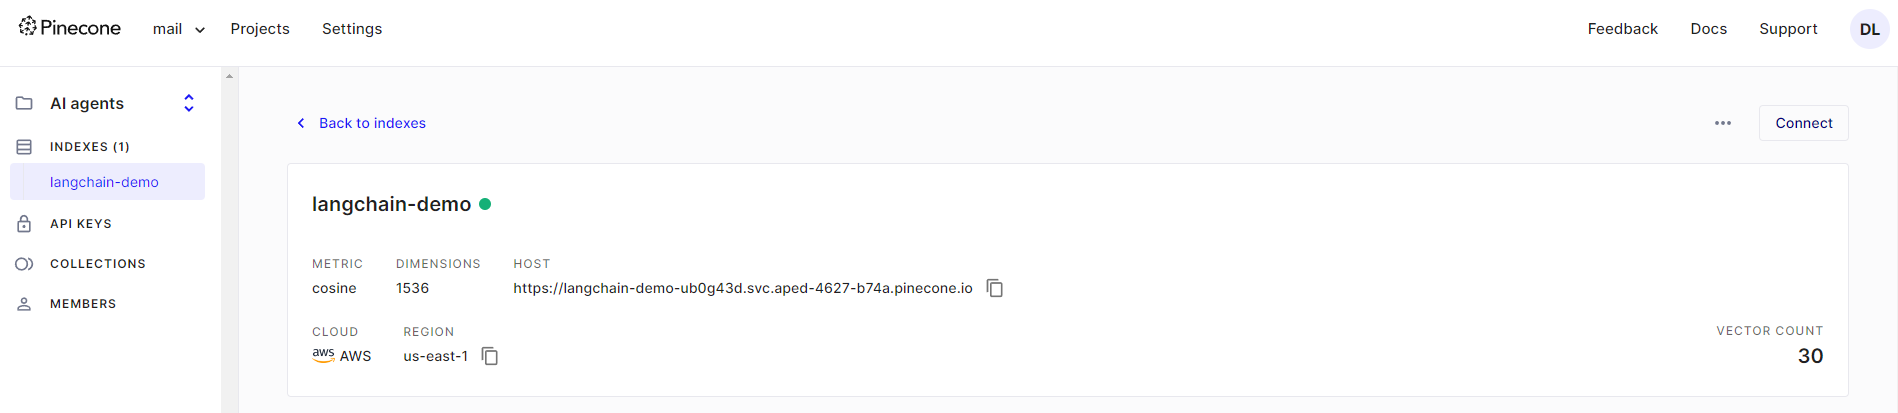 Pinecone mail Projects Settings Feedback Docs Support DL
AI agents
INDEXES (1)
langchain-demo
API KEYS
COLLECTIONS
MEMBERS
Back to indexes ••• Connect
langchain-demo
METRIC DIMENSIONS HOST
cosine 1536 https://langchain-demo-ub0g43d.svc.aped-4627-b74a.pinecone.io
CLOUD REGION VECTOR COUNT
aws AWS us-east-1 30